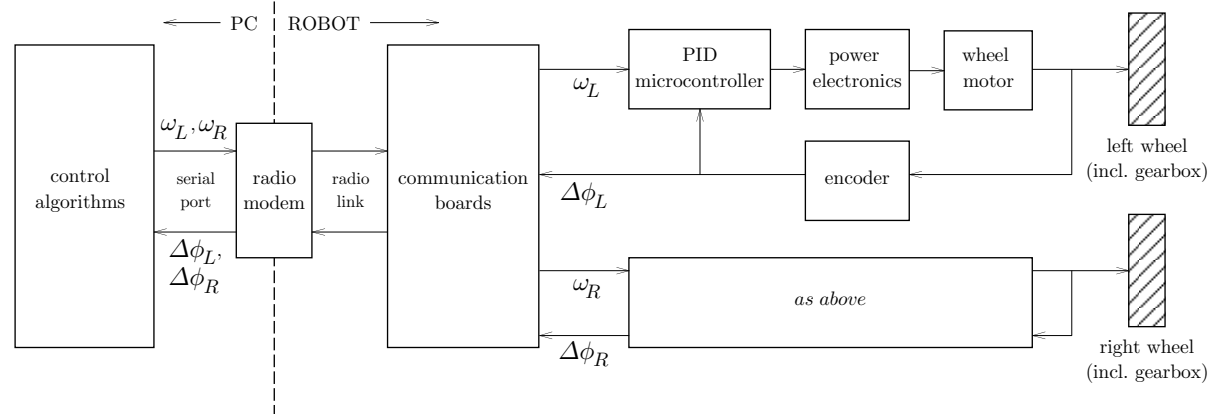 PC
ROBOT
control
algorithms
ω_L, ω_R
serial
port
Δϕ_L,
Δϕ_R
radio
modem
radio
link
communication
boards
ω_L
PID
microcontroller
power
electronics
wheel
motor
Δϕ_L
encoder
left wheel
(incl. gearbox)
ω_R
as above
Δϕ_R
right wheel
(incl. gearbox)